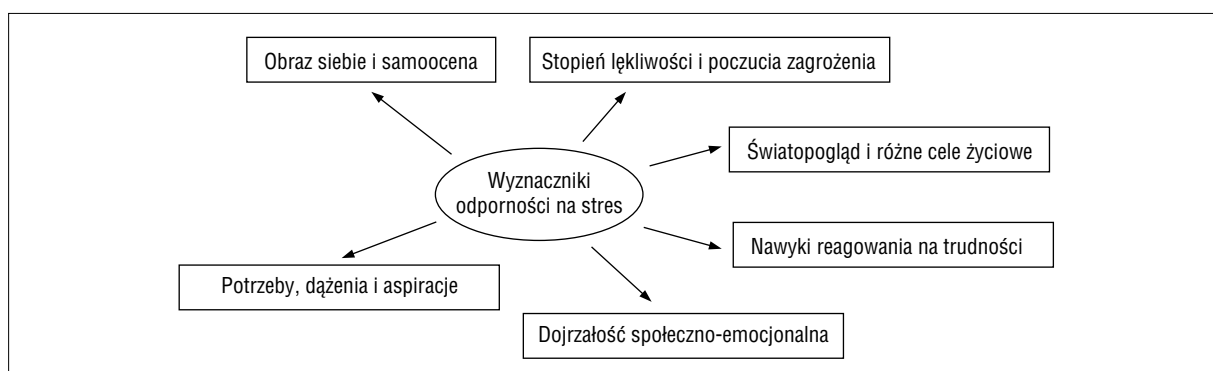 Obraz siebie i samoocena
Stopień lękliwości i poczucia zagrożenia
Światopogląd i różne cele życiowe
Wyznaczniki
odporności na stres
Nawyki reagowania na trudności
Potrzeby, dążenia i aspiracje
Dojrzałość społeczno-emocjonalna